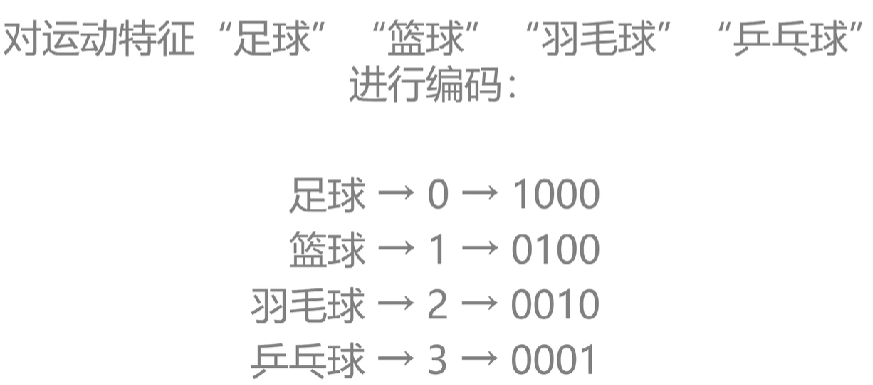 对运动特征“足球” “篮球” “羽毛球” “乒乓球”
进行编码：
足球 → 0 → 1000
篮球 → 1 → 0100
羽毛球 → 2 → 0010
乒乓球 → 3 → 0001